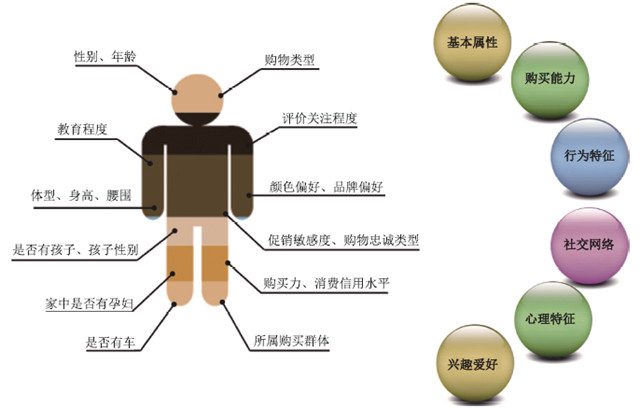 性别、年龄
购物类型
教育程度
评价关注程度
体型、身高、腰围
颜色偏好、品牌偏好
是否有孩子、孩子性别
促销敏感度、购物忠诚类型
家中是否有孕妇
购买力、消费信用水平
是否有车
所属购买群体
基本属性
购买能力
行为特征
社交网络
心理特征
兴趣爱好